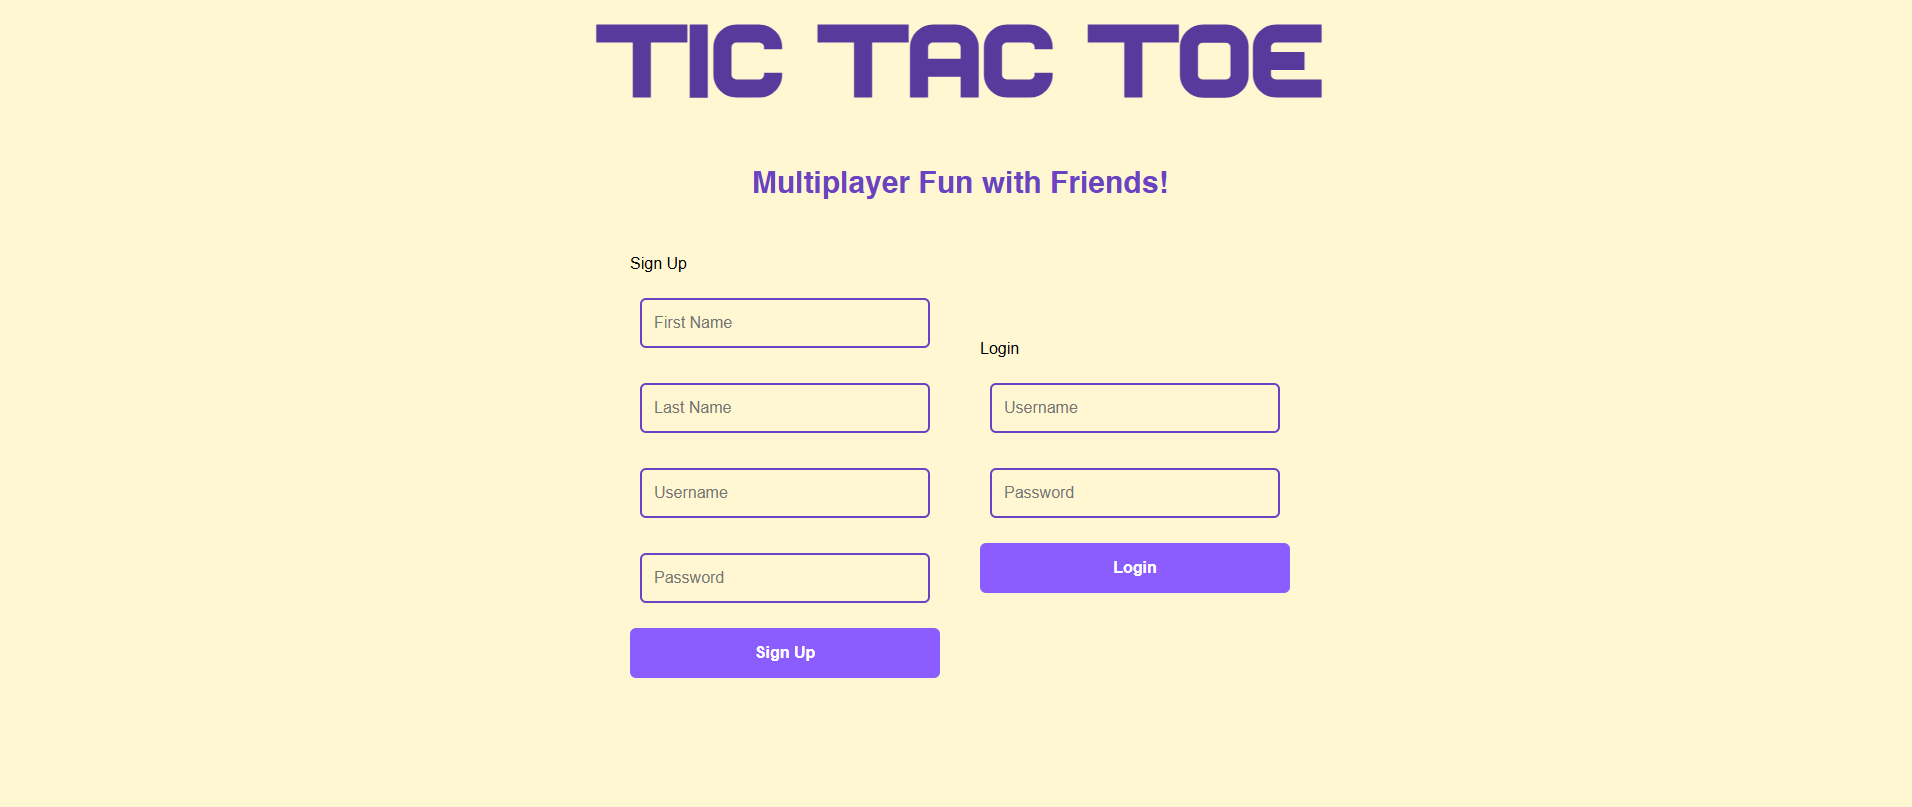 TIC TAC TOE
Multiplayer Fun with Friends!
Sign Up
First Name
Last Name
Username
Password
Sign Up
Login
Username
Password
Login